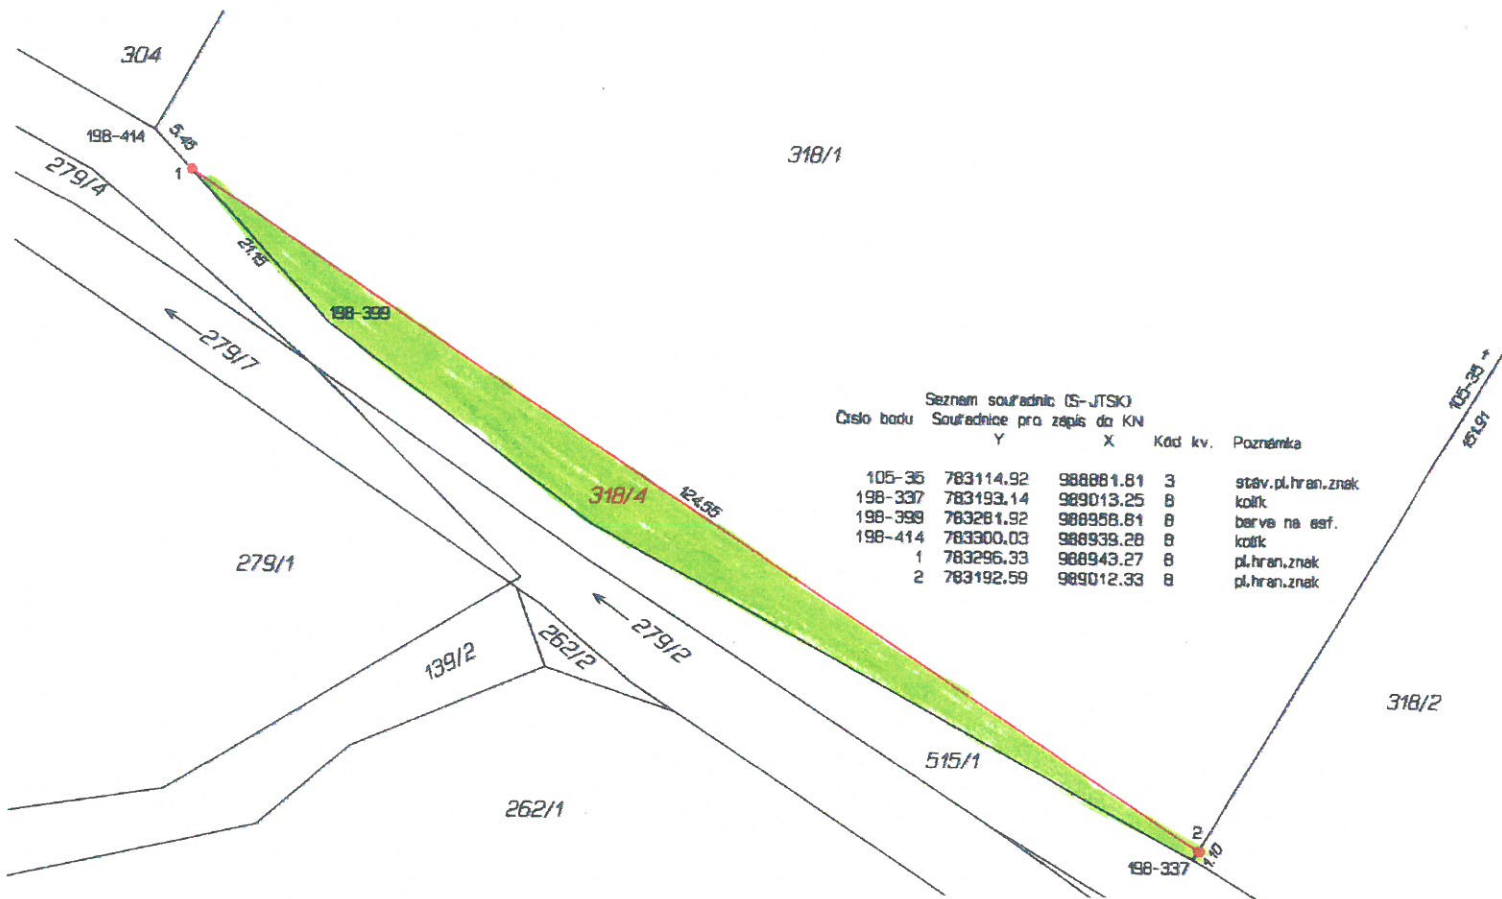 304
198-414
5.45
279/4
1
318/1
21.15
198-399
279/7
105-35
151.91
Seznam souřadnic (S-JTSK)
Číslo bodu Souřadnice pro zápis do KN
Y X Kód kv. Poznámka
105-35 783114.92 988881.81 3 stáv.pl.hran.znak
198-337 783193.14 989013.25 8 kolík
198-399 783281.92 988958.81 8 barva na asf.
198-414 783300.03 988939.28 8 kolík
1 783296.33 988943.27 8 pl.hran.znak
2 783192.59 989012.33 8 pl.hran.znak
318/4
279/1
262/2
279/2
139/2
318/2
515/1
262/1
2
1.10
198-337